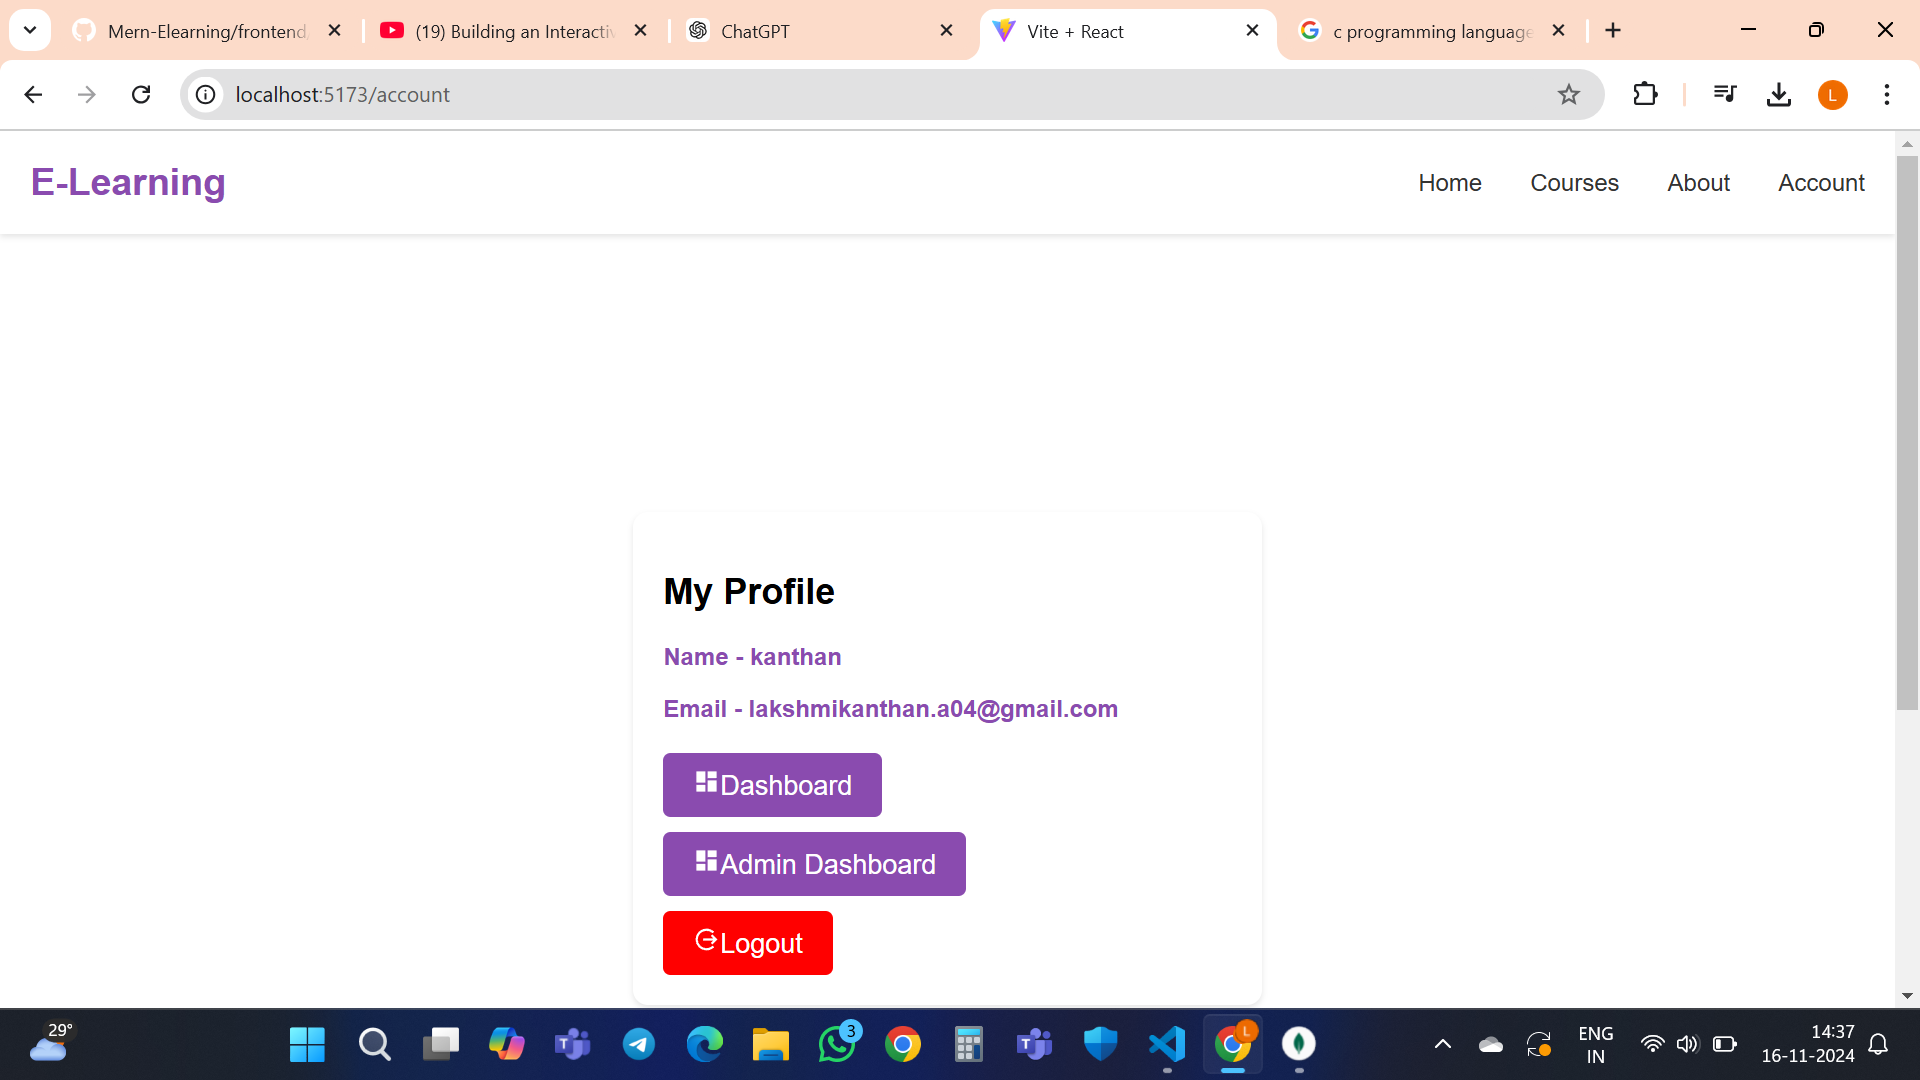 Mern-Elearning/frontend
(19) Building an Interactiv
ChatGPT
Vite + React
c programming language
localhost:5173/account
L
E-Learning
Home
Courses
About
Account
My Profile
Name - kanthan
Email - lakshmikanthan.a04@gmail.com
Dashboard
Admin Dashboard
Logout
29°
3
L
ENG
IN
14:37
16-11-2024